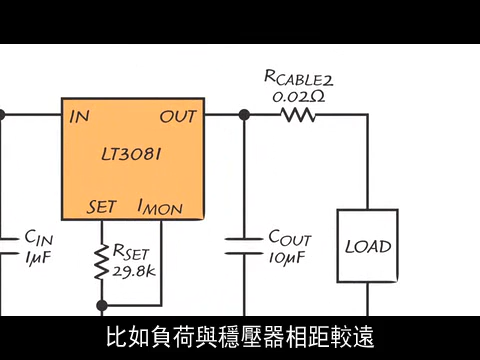 RCABLE2
0.02Ω
IN
OUT
LT3081
SET
IMON
CIN
1µF
RSET
29.8k
COUT
10µF
LOAD
比如負荷與穩壓器相距較遠